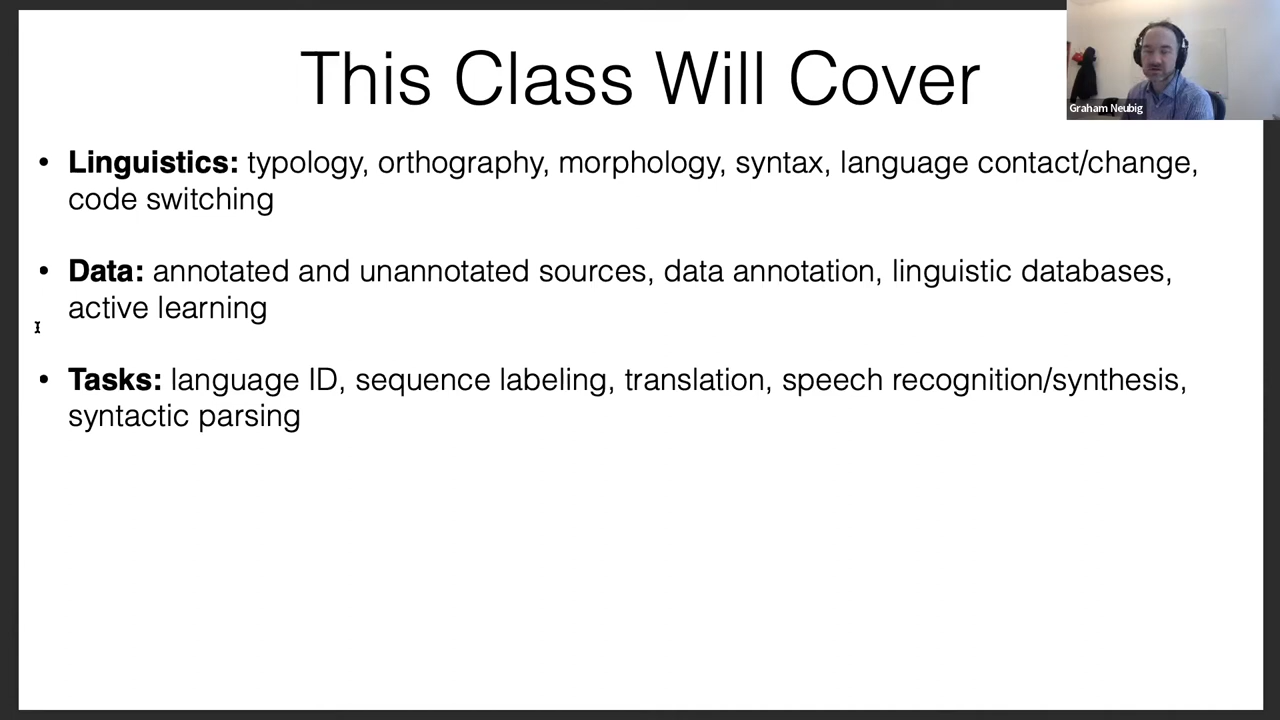 This Class Will Cover
Graham Neubig
• Linguistics: typology, orthography, morphology, syntax, language contact/change,
code switching
• Data: annotated and unannotated sources, data annotation, linguistic databases,
active learning
• Tasks: language ID, sequence labeling, translation, speech recognition/synthesis,
syntactic parsing